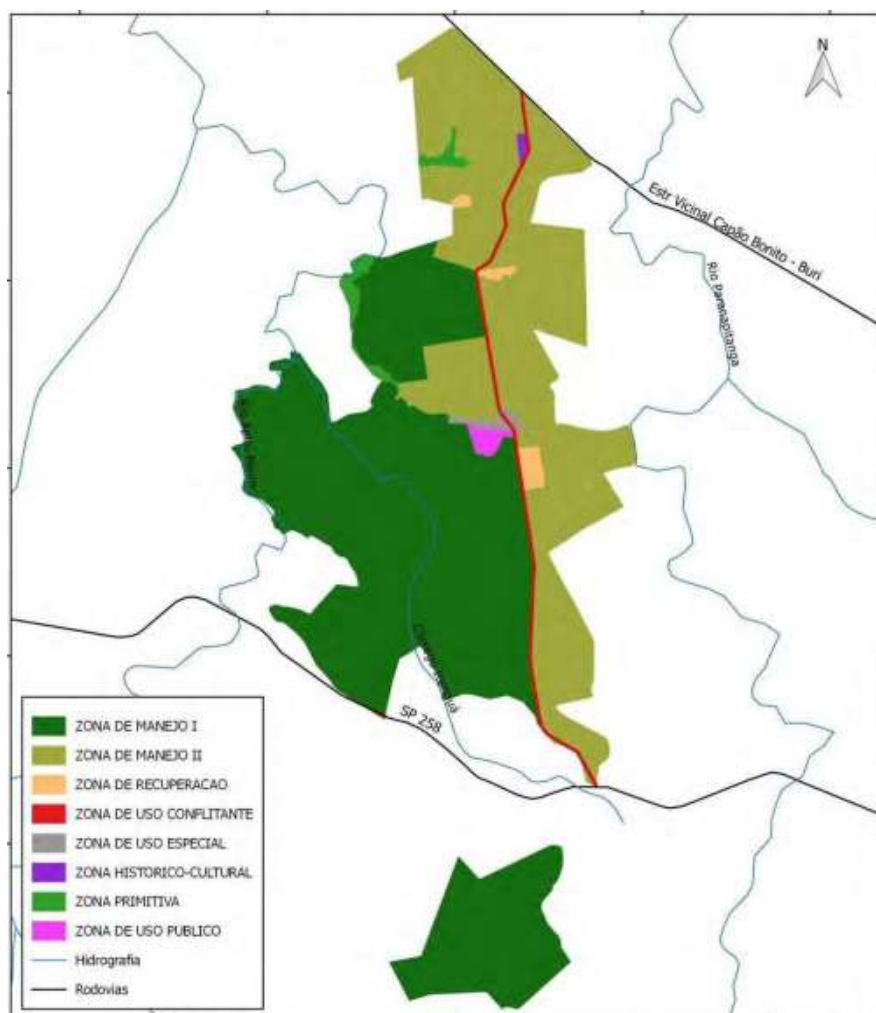 N
Estr Vicinal Capão Bonito - Buri
Rio Paranapitanga
SP 258
ZONA DE MANEJO I
ZONA DE MANEJO II
ZONA DE RECUPERACAO
ZONA DE USO CONFLITANTE
ZONA DE USO ESPECIAL
ZONA HISTORICO-CULTURAL
ZONA PRIMITIVA
ZONA DE USO PUBLICO
Hidrografia
Rodovias